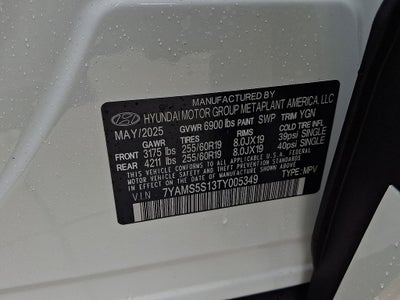 MANUFACTURED BY
HYUNDAI MOTOR GROUP METAPLANT AMERICA, LLC
MAY/2025 GVWR 6900 lbs PAINT SWP TRIM YGN
GAWR TIRES RIMS COLD TIRE INFL.
FRONT 3175 lbs 255/60R19 8.0JX19 39psi SINGLE
REAR 4211 lbs 255/60R19 8.0JX19 40psi SINGLE
THIS VEHICLE CONFORMS TO ALL APPLICABLE U.S.
FEDERAL MOTOR VEHICLE SAFETY, BUMPER AND
THEFT PREVENTION STANDARDS IN EFFECT ON THE
DATE OF MANUFACTURE SHOWN ABOVE.
VIN 7YAMS5S13TY005349 TYPE: MPV